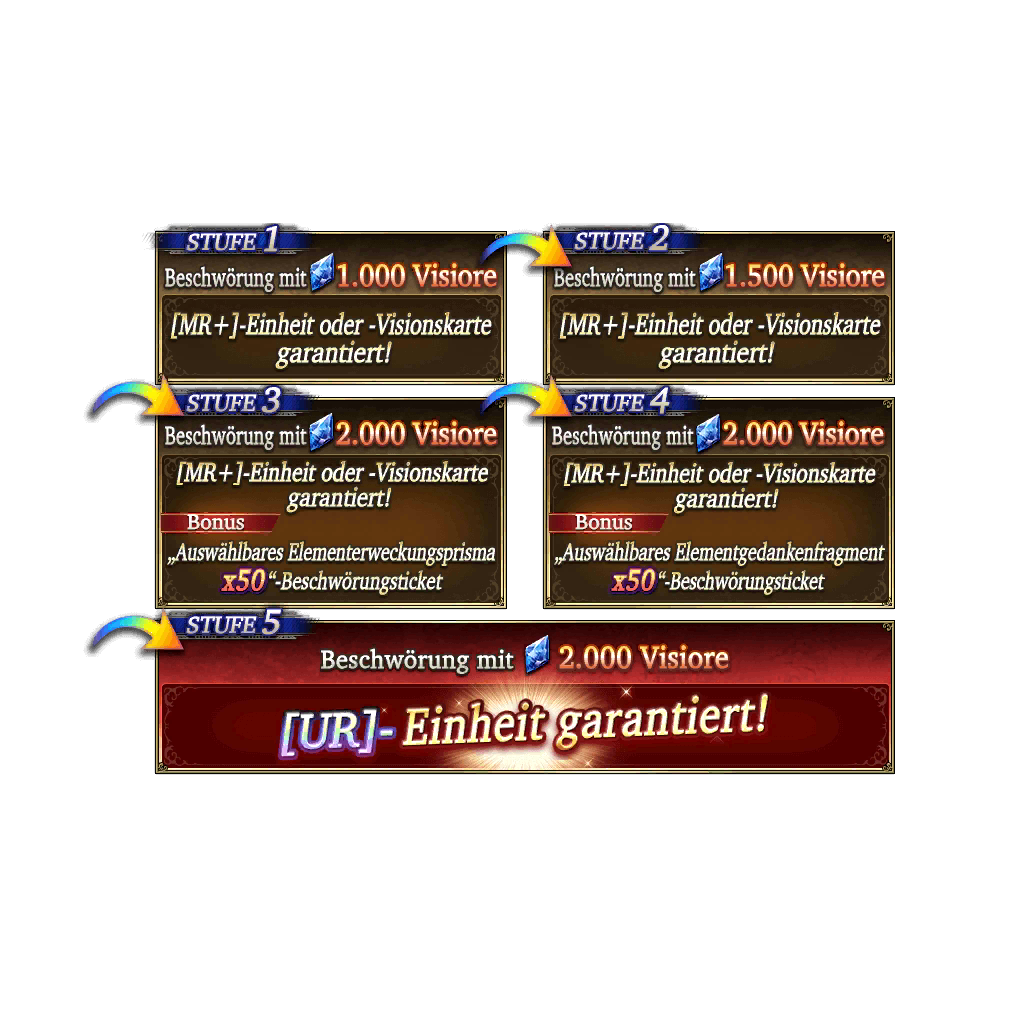 STUFE 1
Beschwörung mit 1.000 Visiore
[MR+]-Einheit oder -Visionskarte
garantiert!
STUFE 2
Beschwörung mit 1.500 Visiore
[MR+]-Einheit oder -Visionskarte
garantiert!
STUFE 3
Beschwörung mit 2.000 Visiore
[MR+]-Einheit oder -Visionskarte
garantiert!
Bonus
„Auswählbares Elementerweckungsprisma
x50“-Beschwörungsticket
STUFE 4
Beschwörung mit 2.000 Visiore
[MR+]-Einheit oder -Visionskarte
garantiert!
Bonus
„Auswählbares Elementgedankenfragment
x50“-Beschwörungsticket
STUFE 5
Beschwörung mit 2.000 Visiore
[UR]- Einheit garantiert!